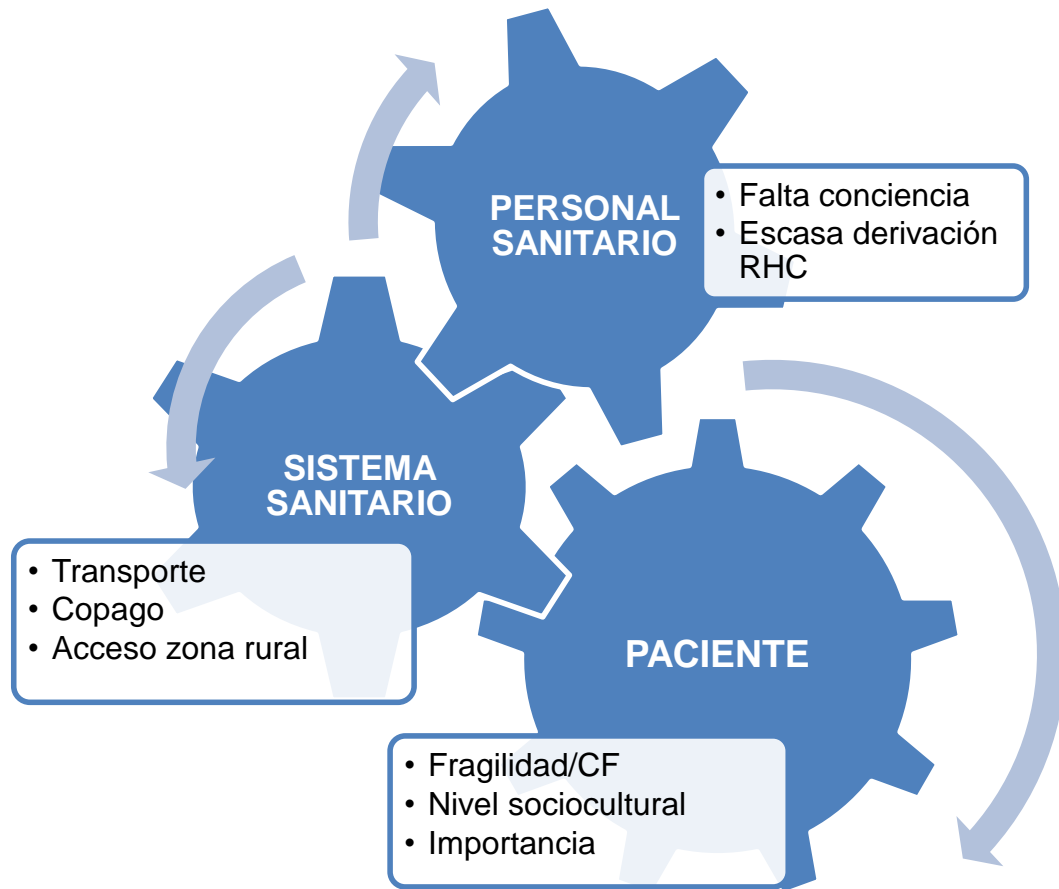 PERSONAL
SANITARIO
• Falta conciencia
• Escasa derivación
RHC
SISTEMA
SANITARIO
• Transporte
• Copago
• Acceso zona rural
PACIENTE
• Fragilidad/CF
• Nivel sociocultural
• Importancia